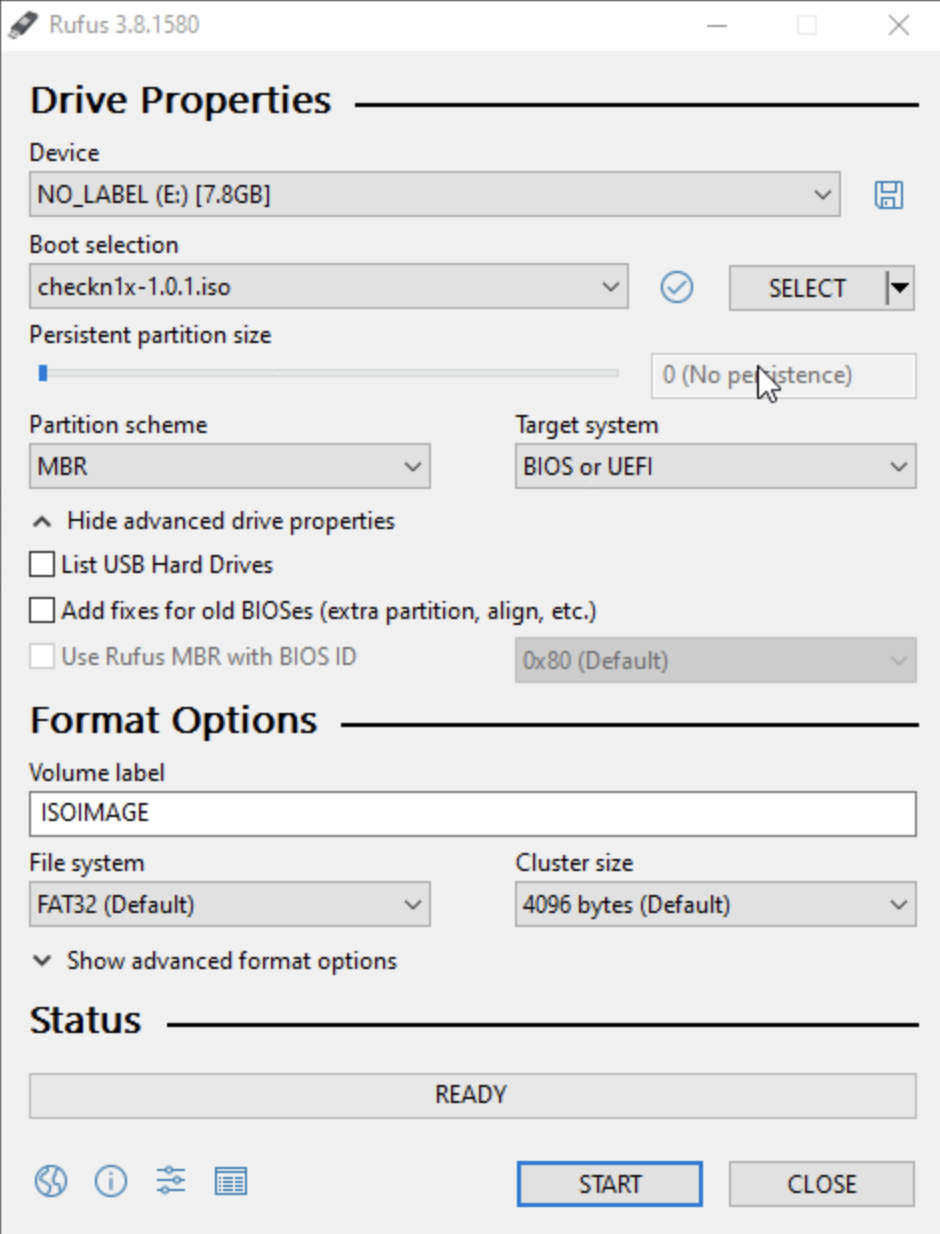 Rufus 3.8.1580
Drive Properties
Device
NO_LABEL (E:) [7.8GB]
Boot selection
checkn1x-1.0.1.iso
SELECT
Persistent partition size
0 (No persistence)
Partition scheme
Target system
MBR
BIOS or UEFI
Hide advanced drive properties
List USB Hard Drives
Add fixes for old BIOSes (extra partition, align, etc.)
Use Rufus MBR with BIOS ID
0x80 (Default)
Format Options
Volume label
ISOIMAGE
File system
Cluster size
FAT32 (Default)
4096 bytes (Default)
Show advanced format options
Status
READY
START
CLOSE